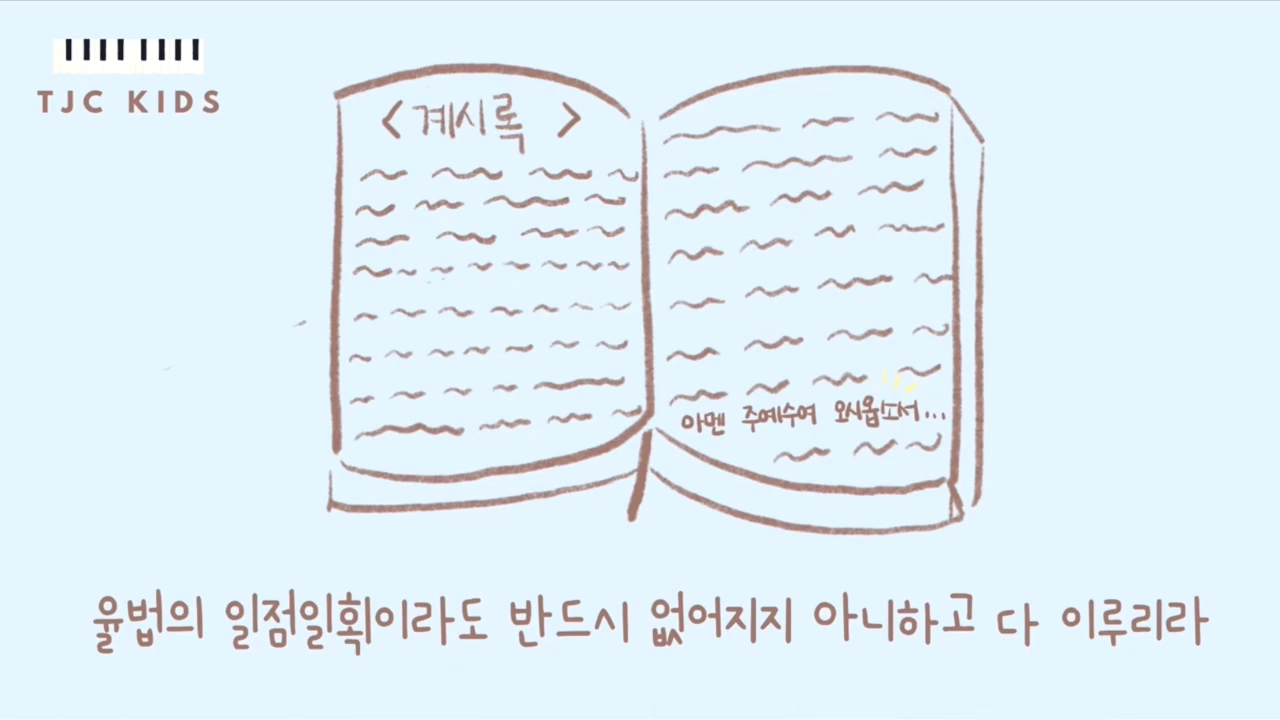 TJC KIDS
< 계시록 >
아멘 주예수여 오시옵소서...
율법의 일점일획이라도 반드시 없어지지 아니하고 다 이루리라